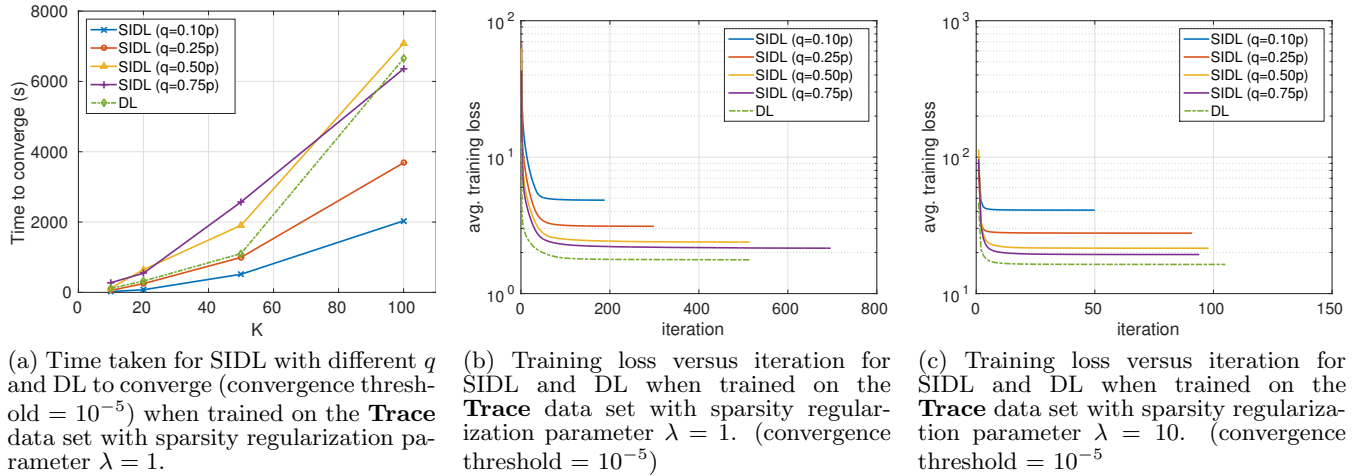 8000
6000
4000
2000
0
0
20
40
60
80
100
Time to converge (s)
K
SIDL (q=0.10p)
SIDL (q=0.25p)
SIDL (q=0.50p)
SIDL (q=0.75p)
DL
10^2
10^1
10^0
0
200
400
600
800
avg. training loss
iteration
SIDL (q=0.10p)
SIDL (q=0.25p)
SIDL (q=0.50p)
SIDL (q=0.75p)
DL
10^3
10^2
10^1
0
50
100
150
avg. training loss
iteration
SIDL (q=0.10p)
SIDL (q=0.25p)
SIDL (q=0.50p)
SIDL (q=0.75p)
DL
(a) Time taken for SIDL with different q
and DL to converge (convergence thresh-
old = 10^{-5}) when trained on the Trace
data set with sparsity regularization pa-
rameter λ = 1.
(b) Training loss versus iteration for
SIDL and DL when trained on the
Trace data set with sparsity regular-
ization parameter λ = 1. (convergence
threshold = 10^{-5})
(c) Training loss versus iteration for
SIDL and DL when trained on the
Trace data set with sparsity regulariza-
tion parameter λ = 10. (convergence
threshold = 10^{-5}